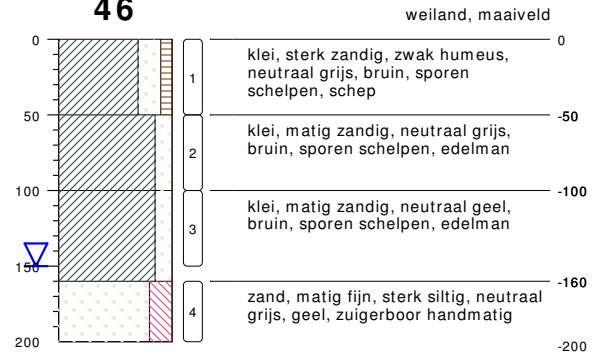 46
weiland, maaiveld
0
0
klei, sterk zandig, zwak humeus,
neutraal grijs, bruin, sporen
schelpen, schep
1
50
-50
klei, matig zandig, neutraal grijs,
bruin, sporen schelpen, edelman
2
100
-100
klei, matig zandig, neutraal geel,
bruin, sporen schelpen, edelman
3
150
-160
zand, matig fijn, sterk siltig, neutraal
grijs, geel, zuigerboor handmatig
4
200
-200